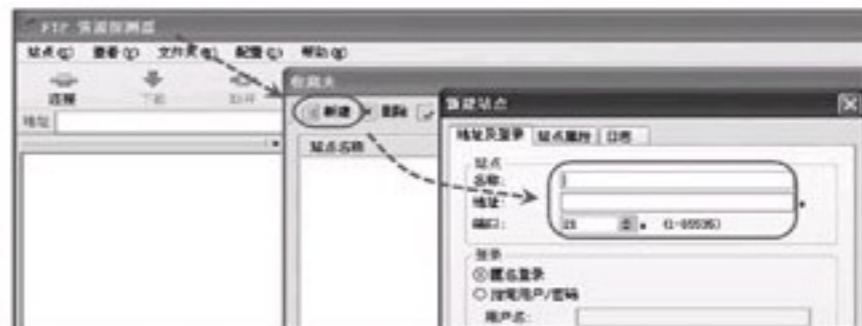 FTP 资源探测器
站点(S) 查看(V) 文件夹(F) 配置(C) 帮助(H)
连接 下载
地址
收藏夹
新建 删除
站点名称
新建站点
地址及登录 站点属性 日志
站点
名称:
地址:
端口: 21 (1-65535)
登录
匿名登录
按照用户/密码
用户名: